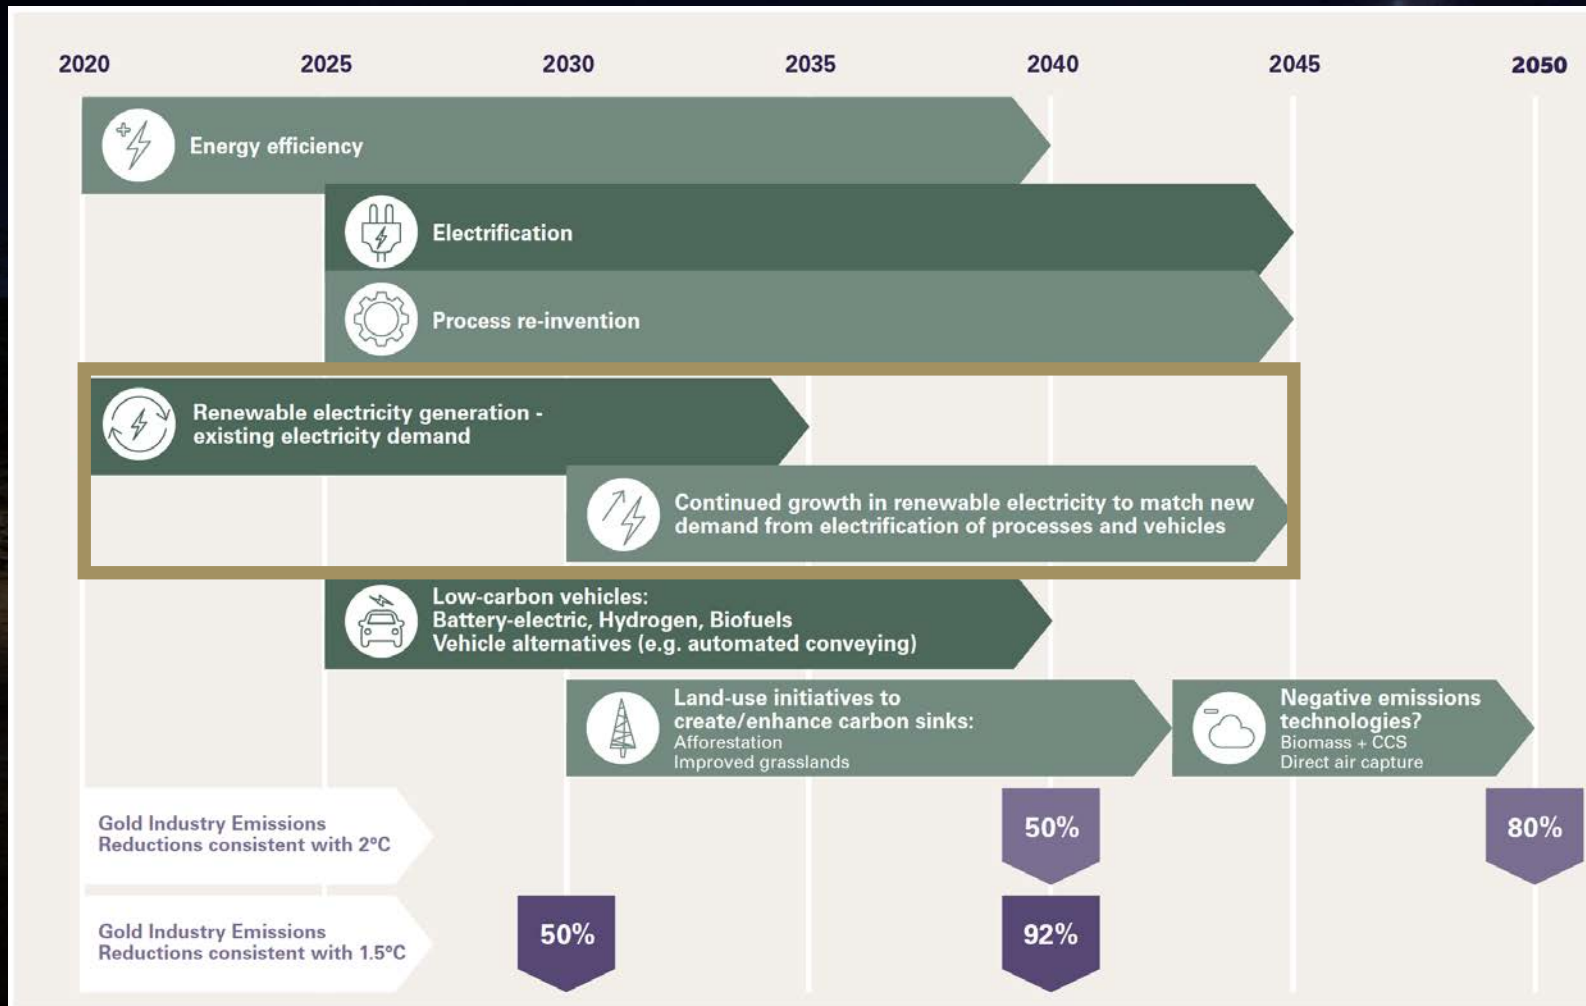 2020 2025 2030 2035 2040 2045 2050
Energy efficiency
Electrification
Process re-invention
Renewable electricity generation -
existing electricity demand
Continued growth in renewable electricity to match new
demand from electrification of processes and vehicles
Low-carbon vehicles:
Battery-electric, Hydrogen, Biofuels
Vehicle alternatives (e.g. automated conveying)
Land-use initiatives to
create/enhance carbon sinks:
Afforestation
Improved grasslands
Negative emissions
technologies?
Biomass + CCS
Direct air capture
Gold Industry Emissions
Reductions consistent with 2°C
50% 80%
Gold Industry Emissions
Reductions consistent with 1.5°C
50% 92%